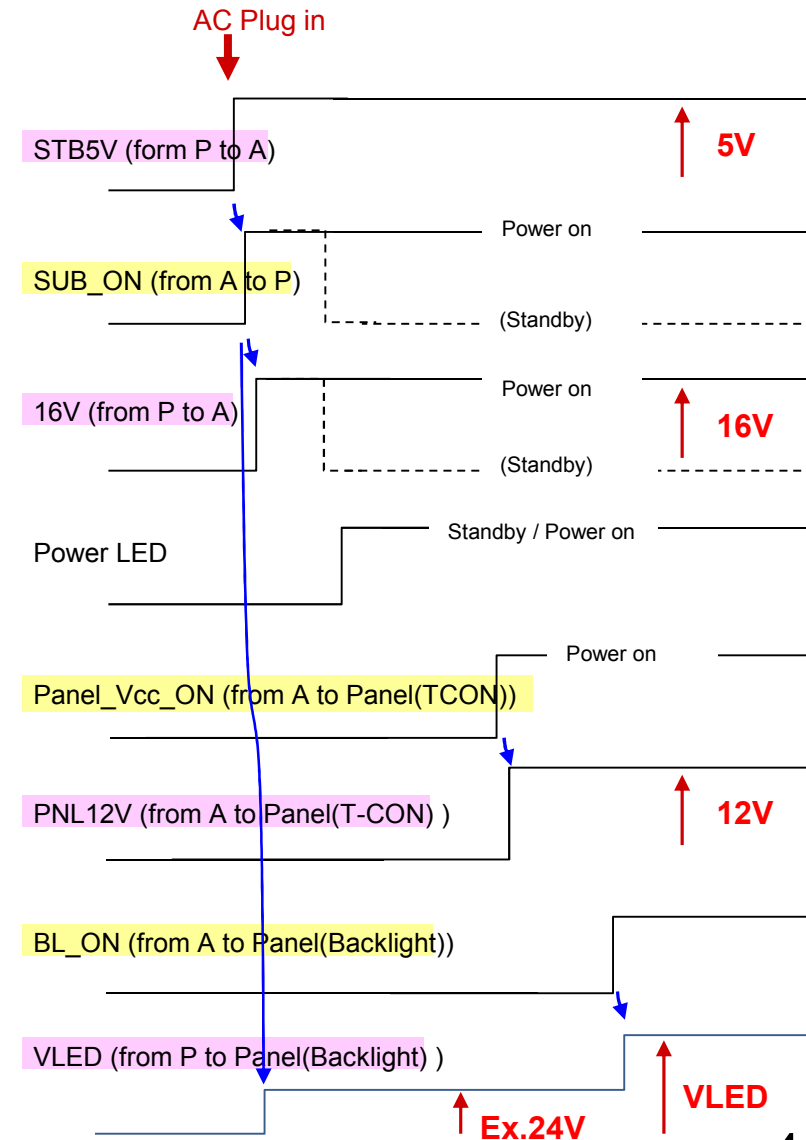 AC Plug in
STB5V (form P to A)
5V
Power on
SUB_ON (from A to P)
(Standby)
Power on
16V (from P to A)
16V
(Standby)
Standby / Power on
Power LED
Power on
Panel_Vcc_ON (from A to Panel(TCON))
PNL12V (from A to Panel(T-CON) )
12V
BL_ON (from A to Panel(Backlight))
VLED (from P to Panel(Backlight) )
VLED
Ex.24V